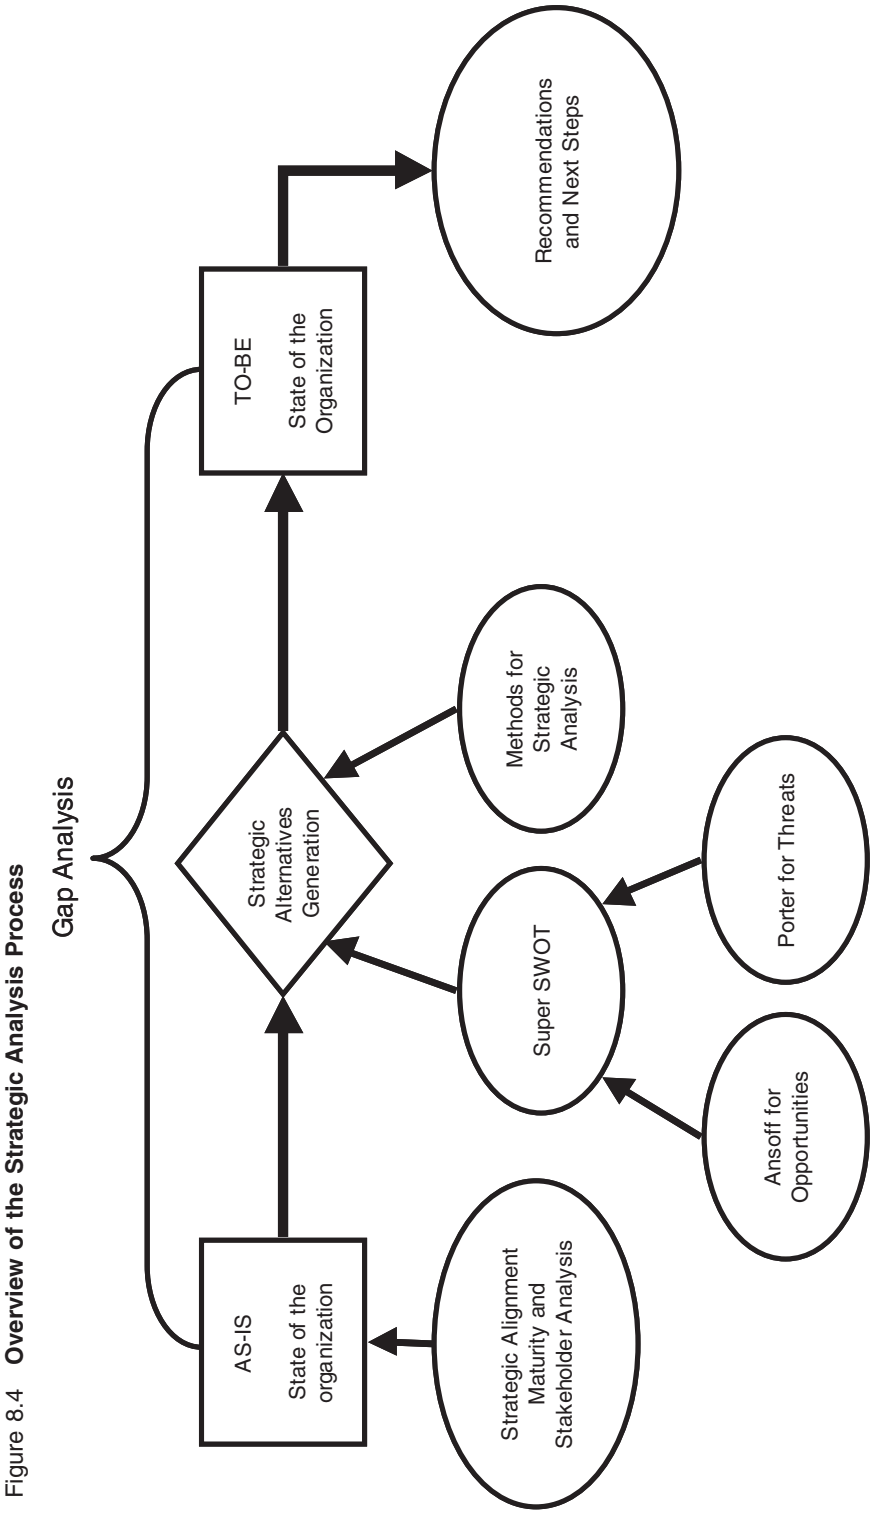 Figure 8.4 Overview of the Strategic Analysis Process
Gap Analysis
AS-IS
State of the
organization
Strategic
Alternatives
Generation
TO-BE
State of the
Organization
Strategic Alignment
Maturity and
Stakeholder Analysis
Super SWOT
Methods for
Strategic
Analysis
Recommendations
and Next Steps
Ansoff for
Opportunities
Porter for Threats